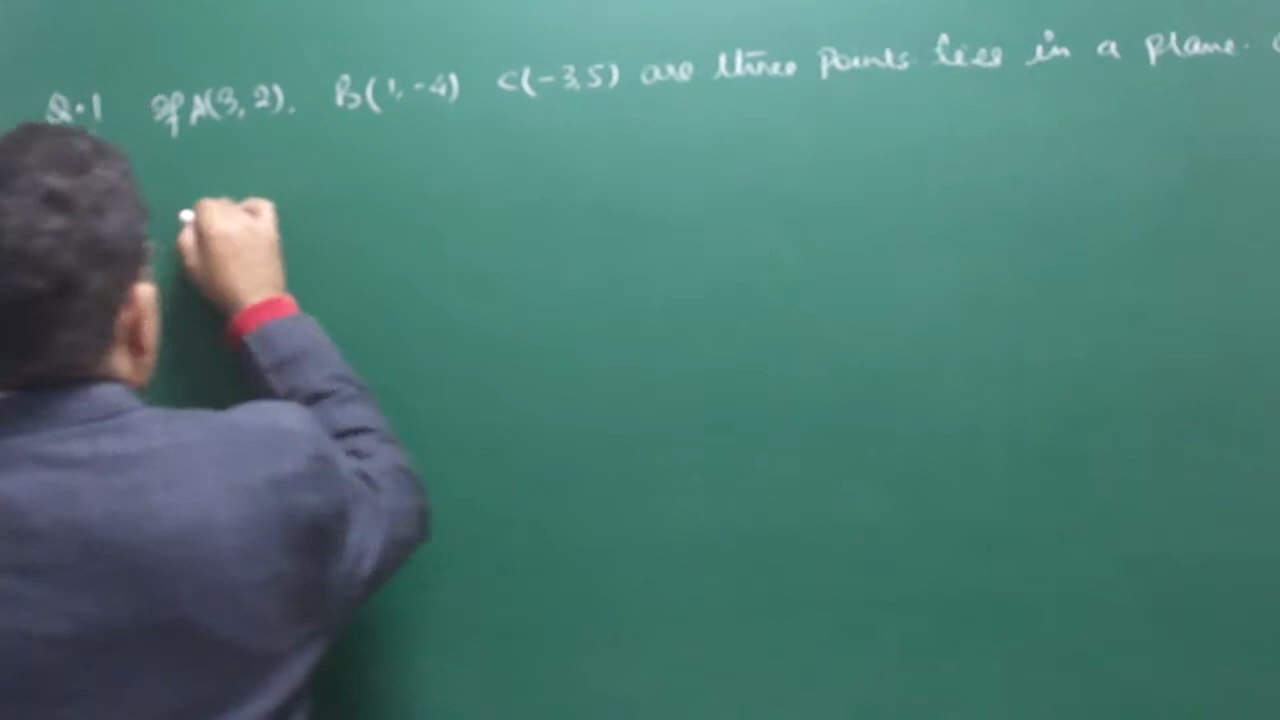 Q.1 If A(3, 2). B(1, -4) C(-3,5) are three points lies in a plane.